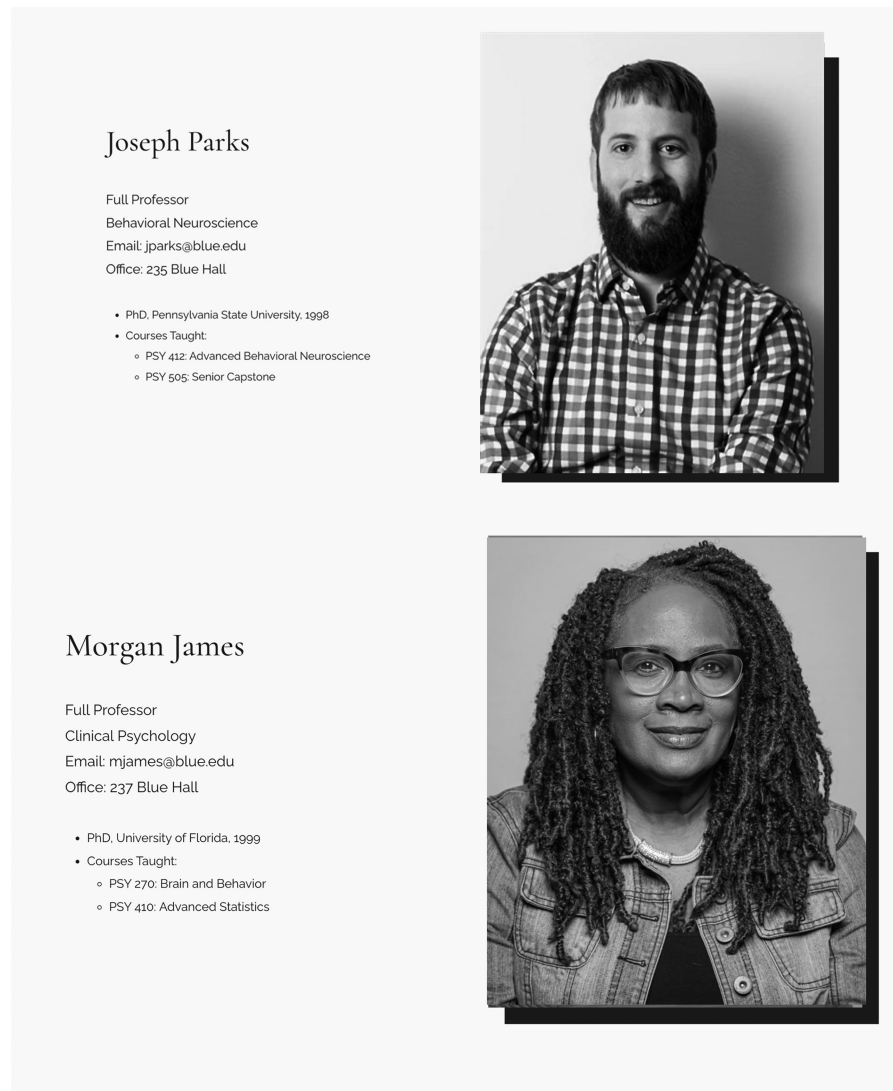 Joseph Parks
Full Professor
Behavioral Neuroscience
Email: jparks@blue.edu
Office: 235 Blue Hall
• PhD, Pennsylvania State University, 1998
• Courses Taught:
◦ PSY 412: Advanced Behavioral Neuroscience
◦ PSY 505: Senior Capstone
Morgan James
Full Professor
Clinical Psychology
Email: mjames@blue.edu
Office: 237 Blue Hall
• PhD, University of Florida, 1999
• Courses Taught:
◦ PSY 270: Brain and Behavior
◦ PSY 410: Advanced Statistics